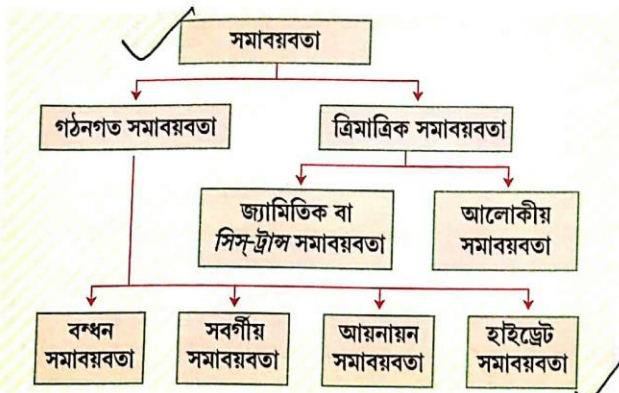 সমাবয়বতা
গঠনগত সমাবয়বতা
ত্রিমাত্রিক সমাবয়বতা
জ্যামিতিক বা
সিস্-ট্রান্স সমাবয়বতা
আলোকীয়
সমাবয়বতা
বন্ধন
সমাবয়বতা
সবর্গীয়
সমাবয়বতা
আয়নায়ন
সমাবয়বতা
হাইড্রেট
সমাবয়বতা